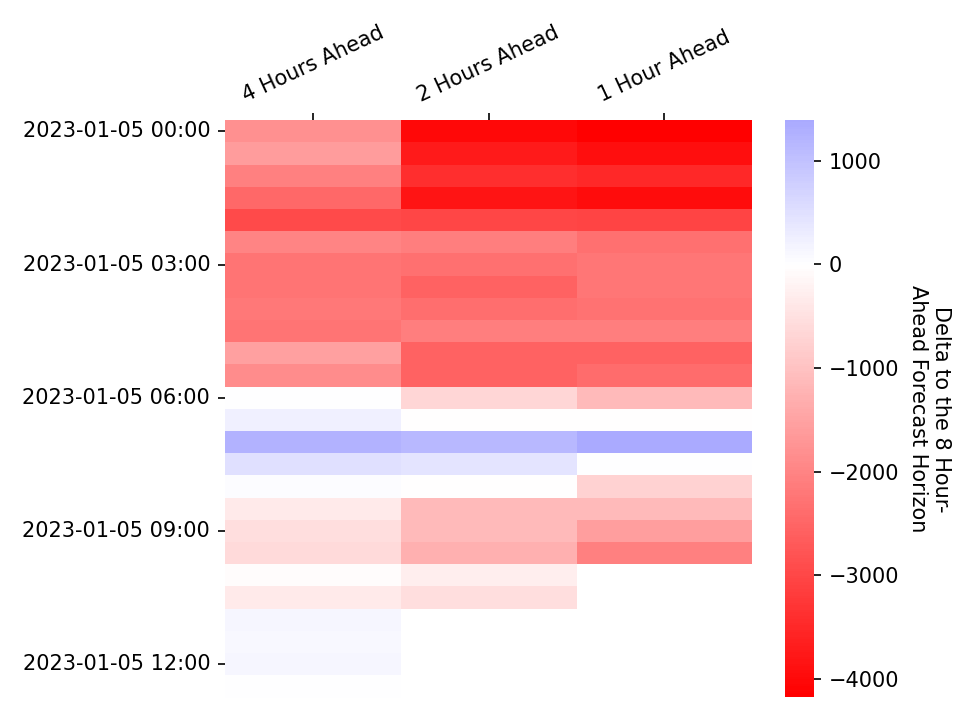 4 Hours Ahead
2 Hours Ahead
1 Hour Ahead
2023-01-05 00:00
2023-01-05 03:00
2023-01-05 06:00
2023-01-05 09:00
2023-01-05 12:00
1000
0
−1000
−2000
−3000
−4000
Delta to the 8 Hour-
Ahead Forecast Horizon